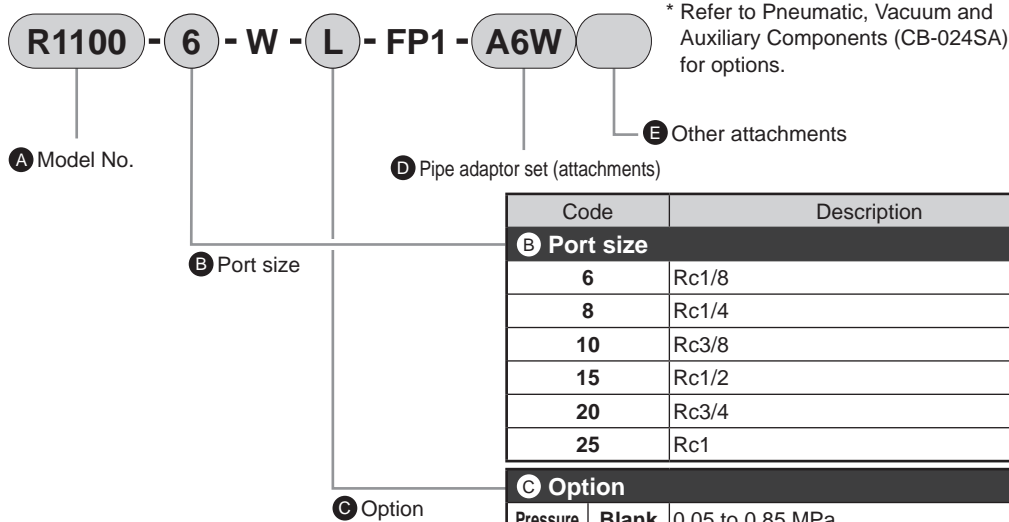 * Refer to Pneumatic, Vacuum and
Auxiliary Components (CB-024SA)
for options.
R1100 - 6 - W - L - FP1 - A6W
E Other attachments
A Model No.
D Pipe adaptor set (attachments)
B Port size
C Option
Code Description
B Port size
6 Rc1/8
8 Rc1/4
10 Rc3/8
15 Rc1/2
20 Rc3/4
25 Rc1
C Option
Pressure Blank 0.05 to 0.85 MPa